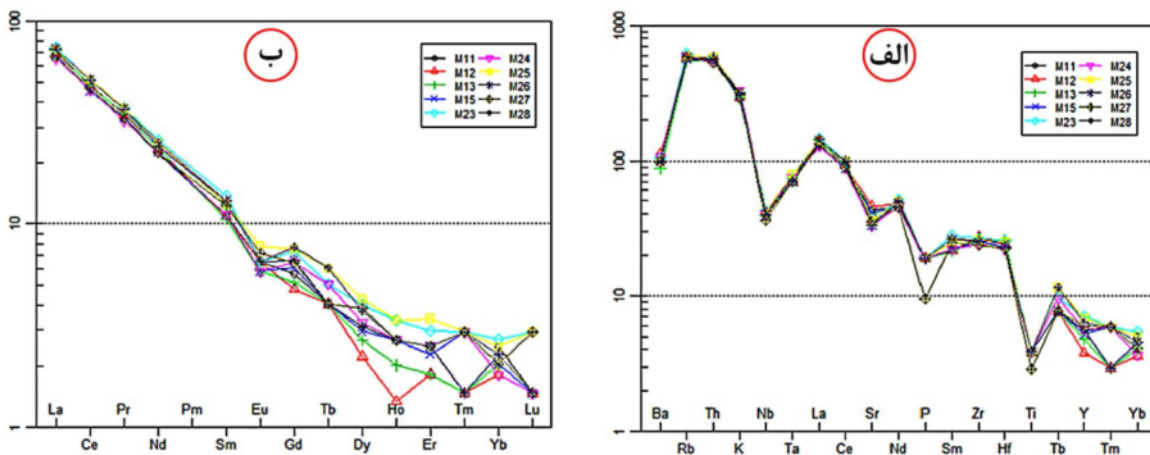 ب
100
10
1
M11 M24
M12 M25
M13 M26
M15 M27
M23 M28
La Pr Pm Eu Tb Ho Tm Lu
Ce Nd Sm Gd Dy Er Yb
الف
1000
100
10
1
M11 M24
M12 M25
M13 M26
M15 M27
M23 M28
Ba Th Nb La Sr P Zr Ti Y Yb
Rb K Ta Ce Nd Sm Hf Tb Tm